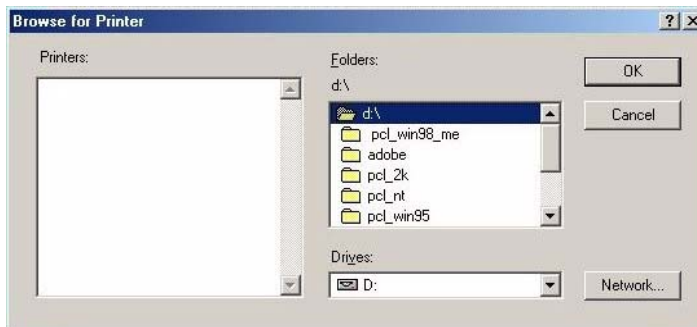 Browse for Printer
Printers:
Folders:
d:\
d:\
pcl_win98_me
adobe
pcl_2k
pcl_nt
pcl_win95
Drives:
D:
OK
Cancel
Network...